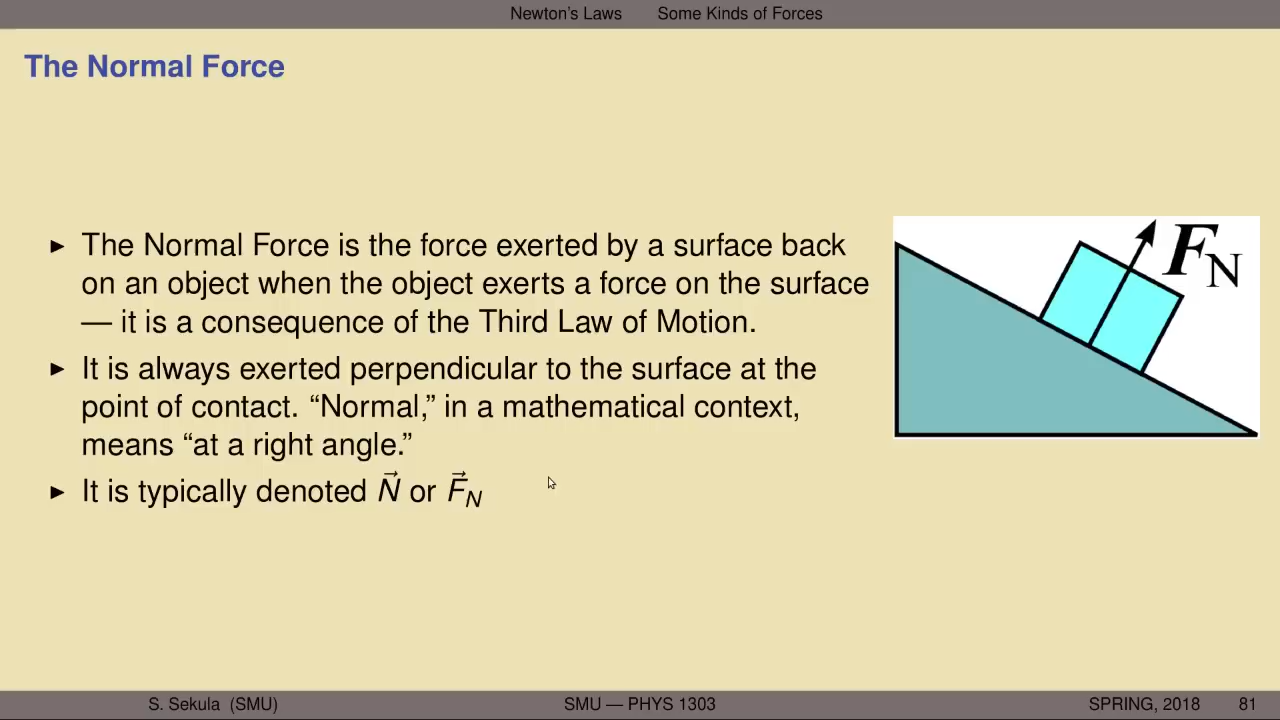 Newton's Laws Some Kinds of Forces
The Normal Force
▶ The Normal Force is the force exerted by a surface back
on an object when the object exerts a force on the surface
— it is a consequence of the Third Law of Motion.
▶ It is always exerted perpendicular to the surface at the
point of contact. “Normal,” in a mathematical context,
means “at a right angle.”
▶ It is typically denoted N⃗ or F⃗_N
F_N
S. Sekula (SMU) SMU — PHYS 1303 SPRING, 2018 81